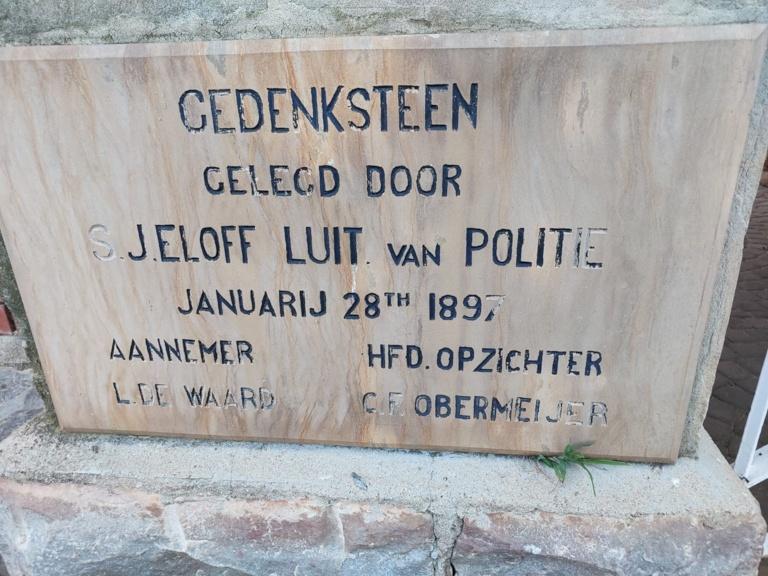 GEDENKSTEEN
GELEGD DOOR
S.J.ELOFF LUIT. VAN POLITIE
JANUARIJ 28TH 1897
AANNEMER HFD. OPZICHTER
L. DE WAARD C.F. OBERMEIJER